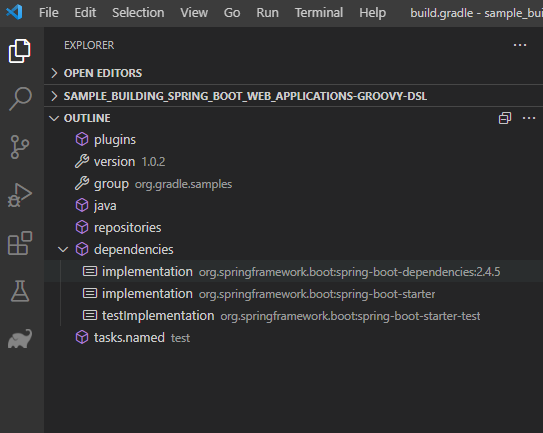 File Edit Selection View Go Run Terminal Help build.gradle - sample_bui
EXPLORER
OPEN EDITORS
SAMPLE_BUILDING_SPRING_BOOT_WEB_APPLICATIONS-GROOVY-DSL
OUTLINE
plugins
version 1.0.2
group org.gradle.samples
java
repositories
dependencies
implementation org.springframework.boot:spring-boot-dependencies:2.4.5
implementation org.springframework.boot:spring-boot-starter
testImplementation org.springframework.boot:spring-boot-starter-test
tasks.named test